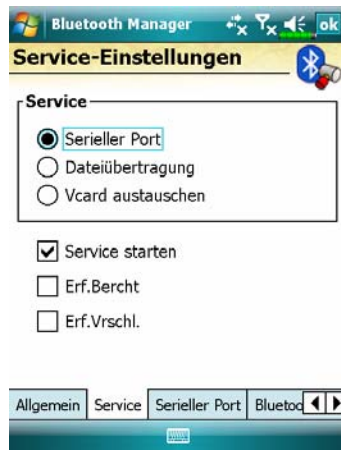 Bluetooth Manager ok
Service-Einstellungen
Service
Serieller Port
Dateiübertragung
Vcard austauschen
Service starten
Erf.Bercht
Erf.Vrschl.
Allgemein Service Serieller Port Bluetoo